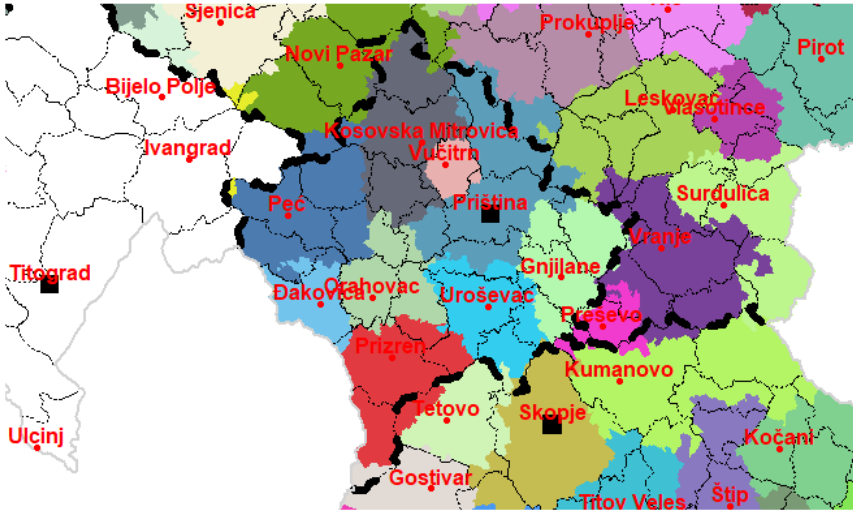 Sjenica
Prokuplje
Novi Pazar
Pirot
Bijelo Polje
Leskovac
Vlasotince
Kosovska Mitrovica
Ivangrad
Vučitrn
Peć
Priština
Surdulica
Vranje
Titograd
Gnjilane
Đakovica
Orahovac
Uroševac
Preševo
Prizren
Kumanovo
Tetovo
Skopje
Ulcinj
Kočani
Gostivar
Titov Veles
Štip